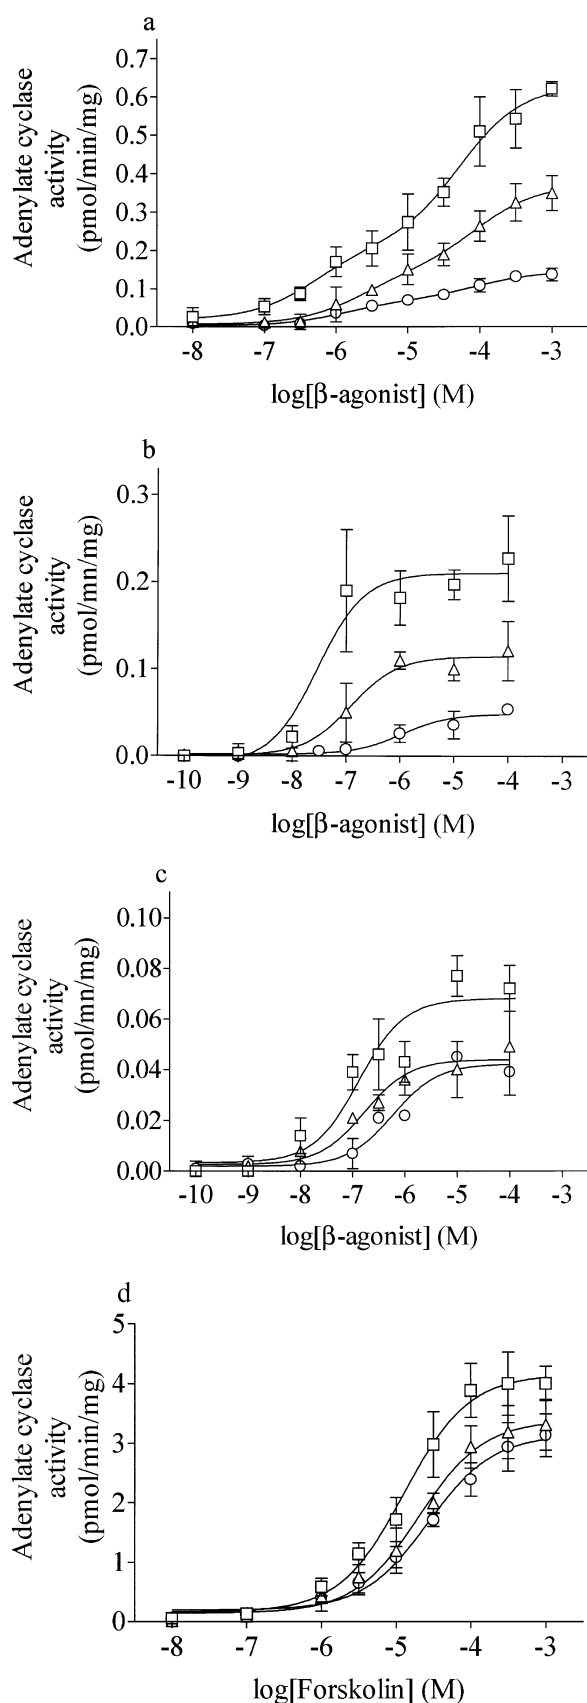 a
Adenylate cyclase
activity
(pmol/min/mg)
0.7
0.6
0.5
0.4
0.3
0.2
0.1
0.0
-8 -7 -6 -5 -4 -3
log[β-agonist] (M)
b
Adenylate cyclase
activity
(pmol/mn/mg)
0.3
0.2
0.1
0.0
-10 -9 -8 -7 -6 -5 -4 -3
log[β-agonist] (M)
c
Adenylate cyclase
activity
(pmol/mn/mg)
0.10
0.08
0.06
0.04
0.02
0.00
-10 -9 -8 -7 -6 -5 -4 -3
log[β-agonist] (M)
d
Adenylate cyclase
activity
(pmol/min/mg)
5
4
3
2
1
0
-8 -7 -6 -5 -4 -3
log[Forskolin] (M)